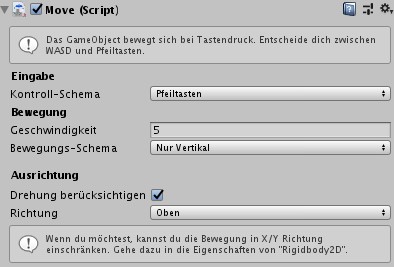 Move (Script)
Das GameObject bewegt sich bei Tastendruck. Entscheide dich zwischen
WASD und Pfeiltasten.
Eingabe
Kontroll-Schema Pfeiltasten
Bewegung
Geschwindigkeit 5
Bewegungs-Schema Nur Vertikal
Ausrichtung
Drehung berücksichtigen
Richtung Oben
Wenn du möchtest, kannst du die Bewegung in X/Y Richtung
einschränken. Gehe dazu in die Eigenschaften von "Rigidbody2D".